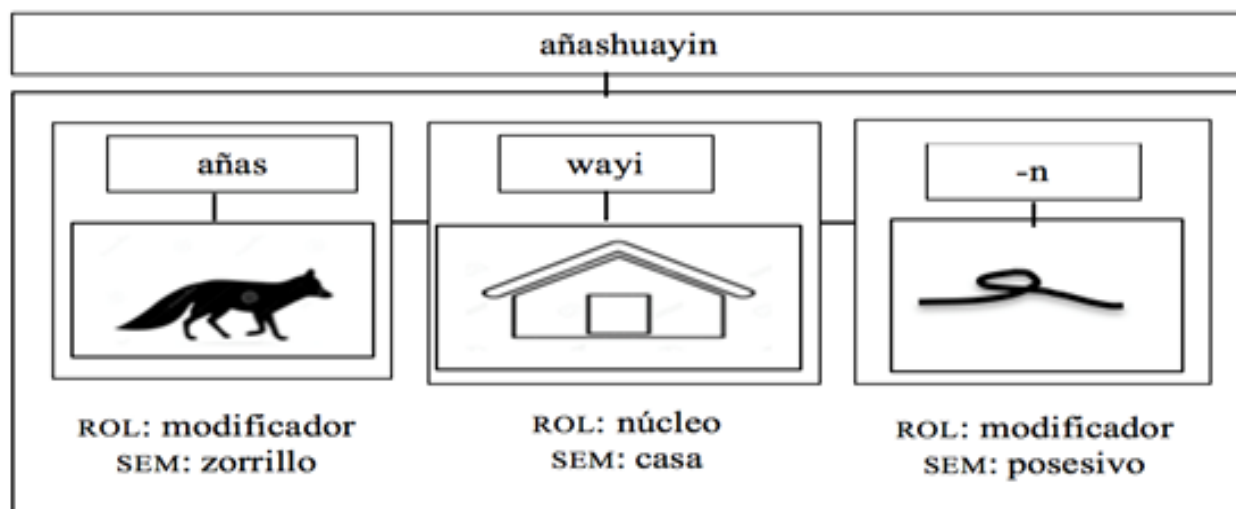 añashuayin
añas
wayi
-n
ROL: modificador
SEM: zorrillo
ROL: núcleo
SEM: casa
ROL: modificador
SEM: posesivo